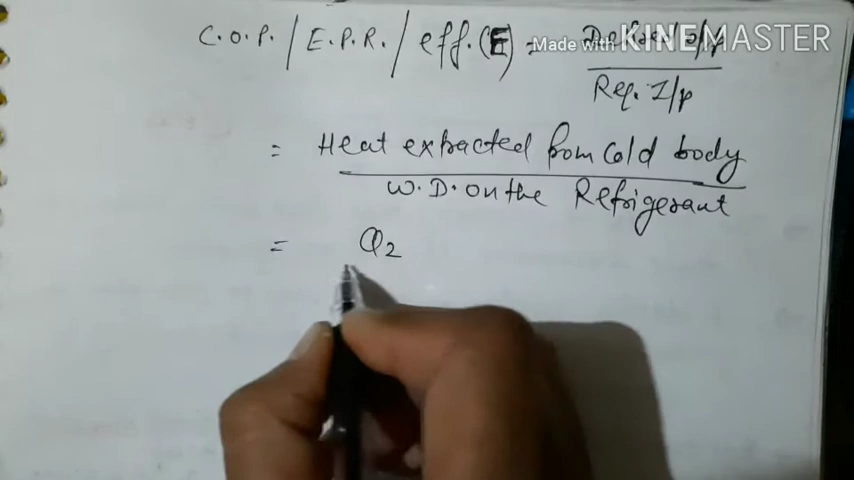 C.O.P. / E.P.R. / eff. (E) = Made with KINEMASTER
Req. I/p
= Heat extracted from Cold body
W.D. on the Refrigerant
= Q2